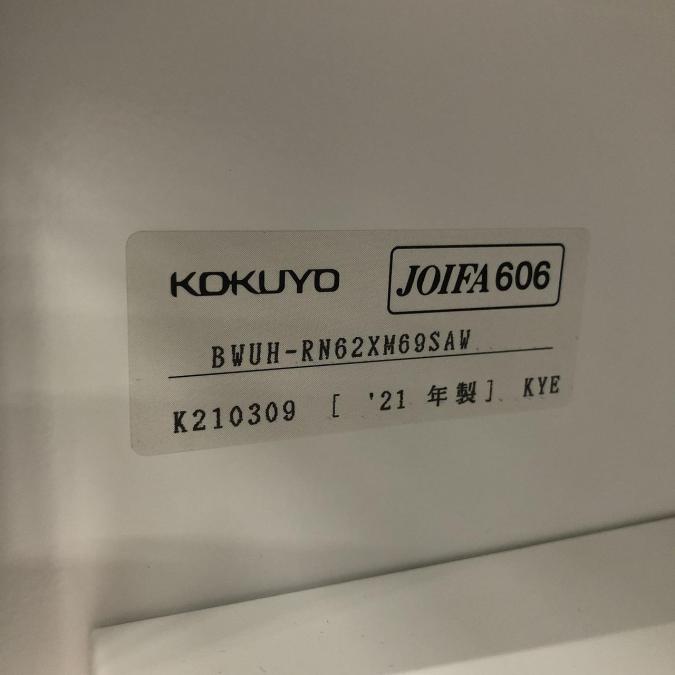 KOKUYO JOIFA606
BWUH-RN62XM69SAW
K210309 [ '21 年製] KYE